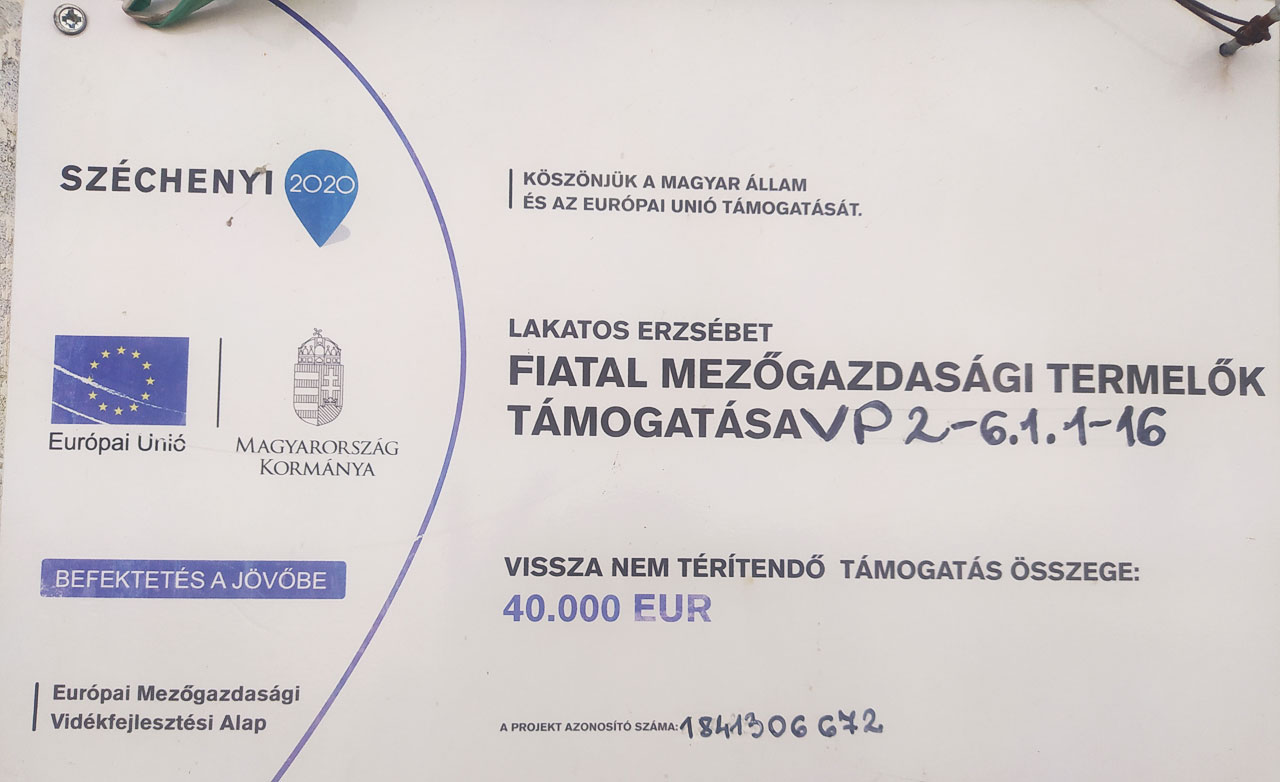 SZÉCHENYI 2020
Európai Unió
MAGYARORSZÁG
KORMÁNYA
BEFEKTETÉS A JÖVŐBE
Európai Mezőgazdasági
Vidékfejlesztési Alap
KÖSZÖNJÜK A MAGYAR ÁLLAM
ÉS AZ EURÓPAI UNIÓ TÁMOGATÁSÁT.
LAKATOS ERZSÉBET
FIATAL MEZŐGAZDASÁGI TERMELŐK
TÁMOGATÁSA VP 2-6.1.1-16
VISSZA NEM TÉRÍTENDŐ TÁMOGATÁS ÖSSZEGE:
40.000 EUR
A PROJEKT AZONOSÍTÓ SZÁMA: 1841306672